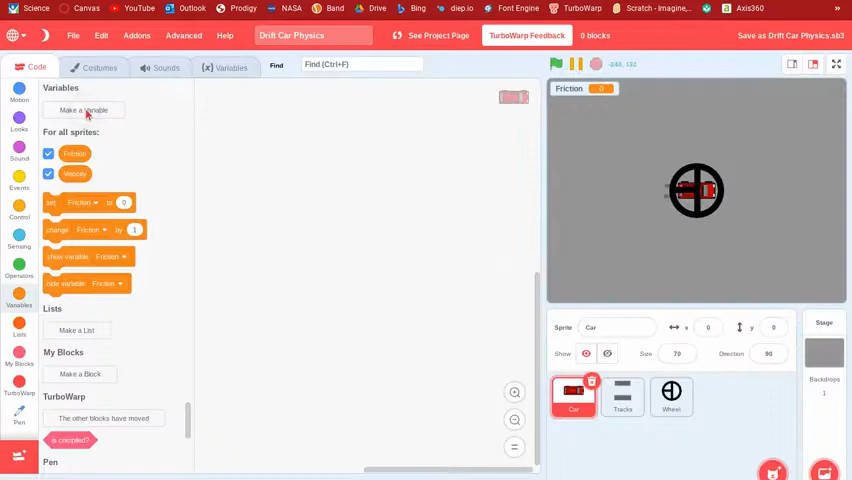 Science Canvas YouTube Outlook Prodigy NASA Band Drive Bing diep.io Font Engine TurboWarp Scratch - Imagine,... Axis360 »
File Edit Addons Advanced Help Drift Car Physics See Project Page TurboWarp Feedback 0 blocks Save as Drift Car Physics.sb3
Code Costumes Sounds (x) Variables Find Find (Ctrl+F) -240, 132
Motion
Looks
Sound
Events
Control
Sensing
Operators
Variables
Lists
My Blocks
TurboWarp
Pen
Variables
Make a Variable
For all sprites:
Friction
Velocity
set Friction to 0
change Friction by 1
show variable Friction
hide variable Friction
Lists
Make a List
My Blocks
Make a Block
TurboWarp
The other blocks have moved
is compiled?
Pen
Friction 0
Sprite Car x 0 y 0
Show Size 70 Direction 90
Car Tracks Wheel
Stage
Backdrops
1